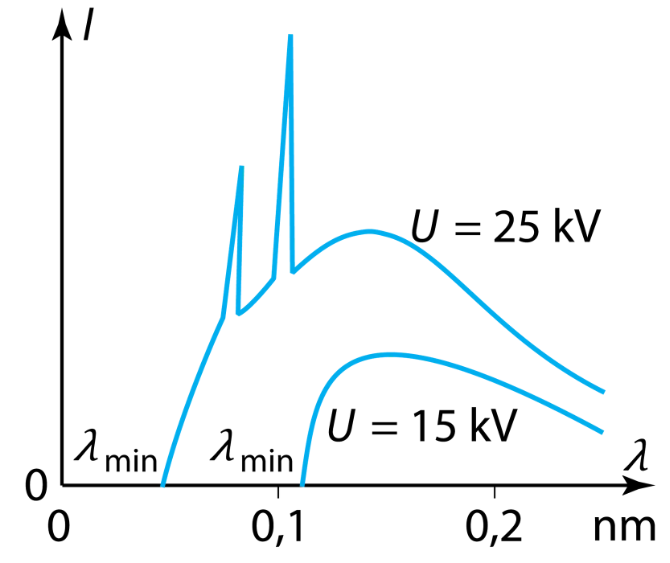 I
U = 25 kV
U = 15 kV
λmin
λmin
λ
0
0
0,1
0,2
nm